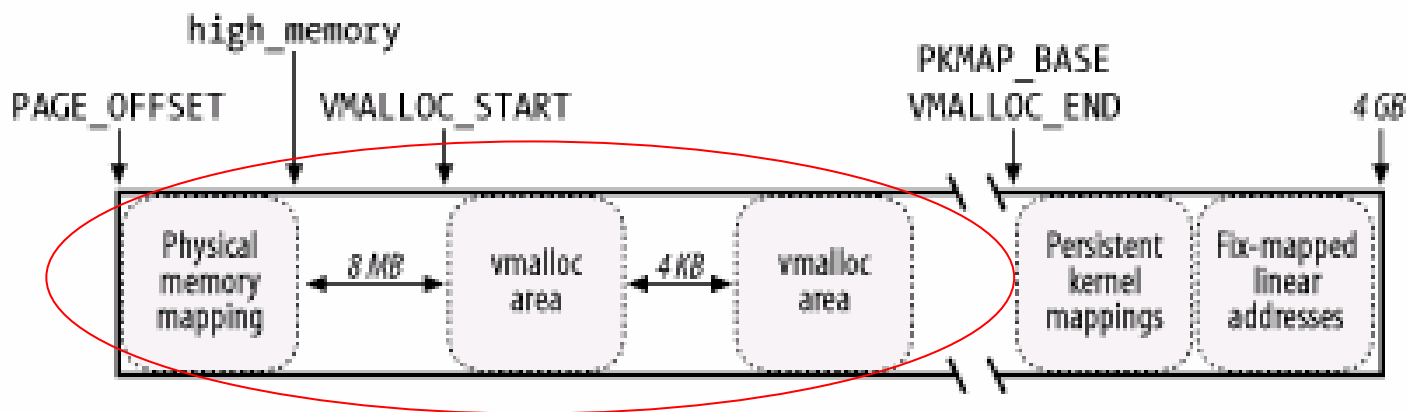 high_memory
PKMAP_BASE
PAGE_OFFSET
VMALLOC_START
VMALLOC_END
4 GB
Physical
memory
mapping
8 MB
vmalloc
area
4 KB
vmalloc
area
Persistent
kernel
mappings
Fix-mapped
linear
addresses